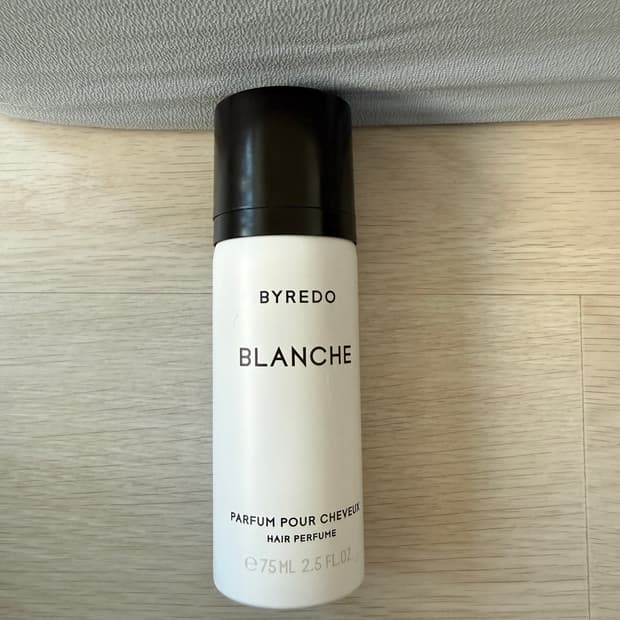 BYREDO
BLANCHE
PARFUM POUR CHEVEUX
HAIR PERFUME
℮75ML 2.5 FL.OZ